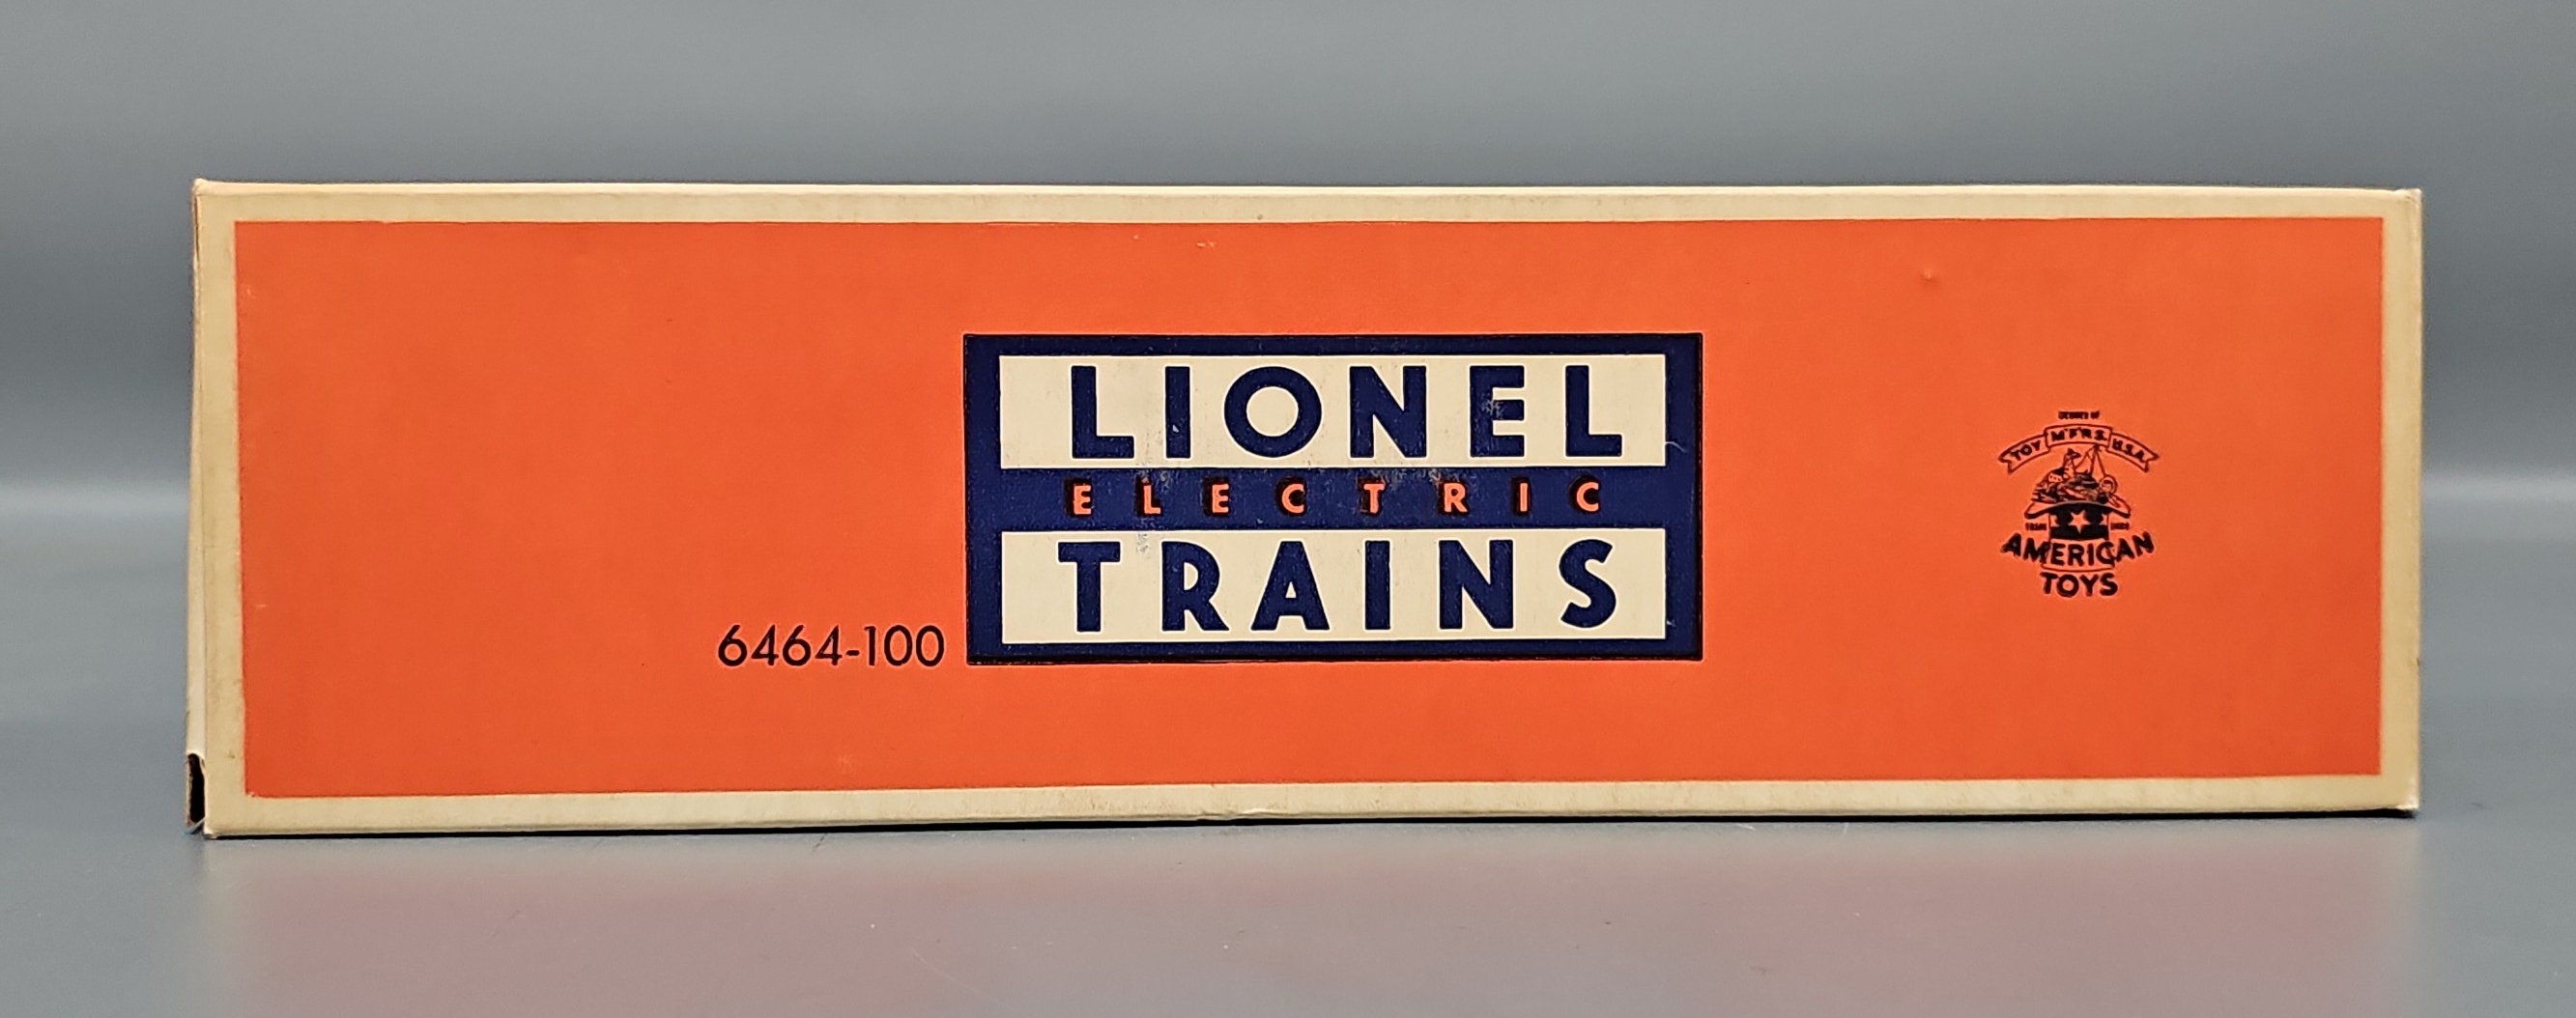 LIONEL
ELECTRIC
TRAINS
6464-100
TOY M'F'R'S. U.S.A.
AMERICAN
TOYS